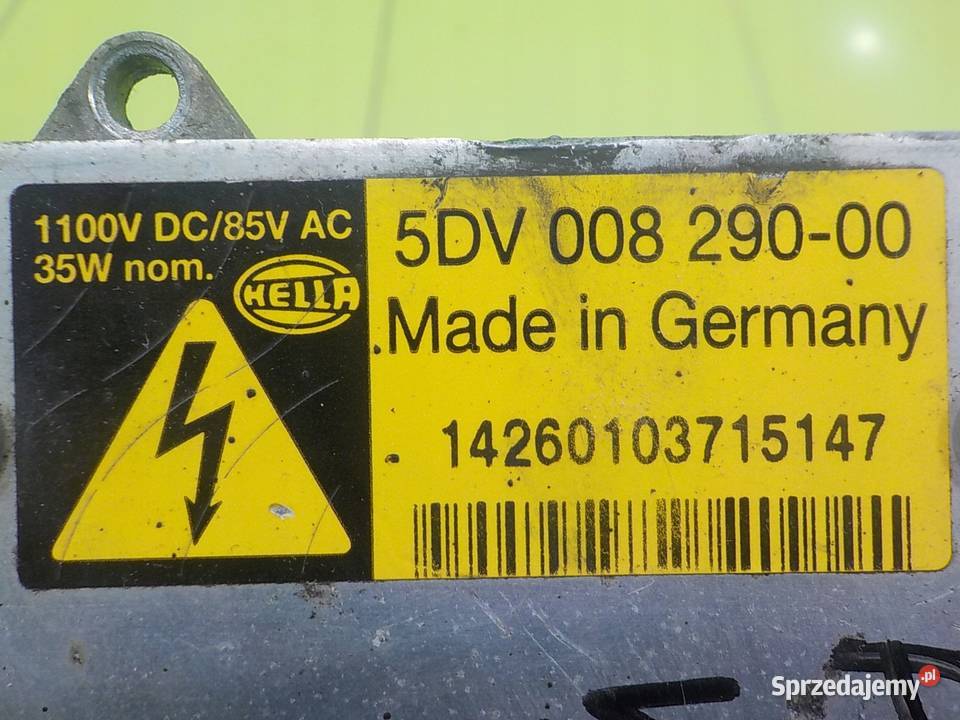 1100V DC/85V AC
35W nom.
HELLA
5DV 008 290-00
Made in Germany
14260103715147
Sprzedajemy.pl